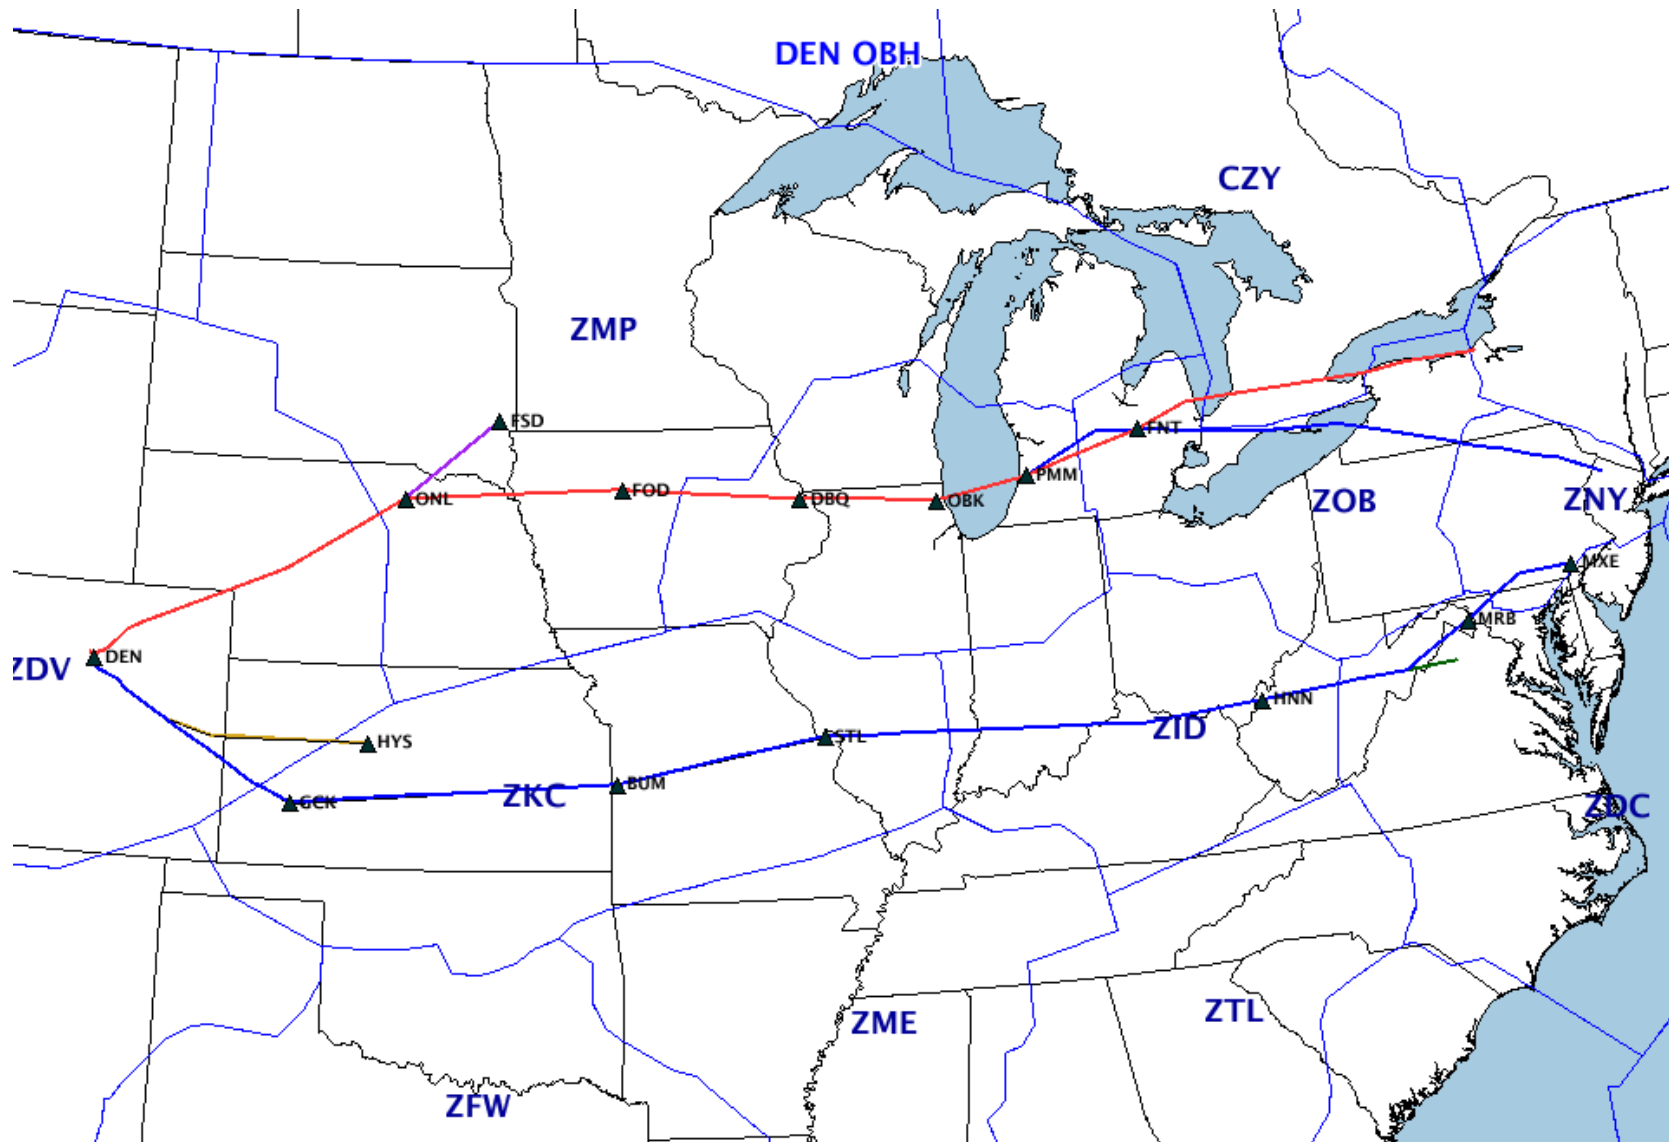 DEN OBH
CZY
ZMP
FSD
ONL
FOD
DBQ
OBK
PMM
FNT
ZOB
ZNY
MXE
MRB
DEN
ZDV
HYS
GCK
ZKC
BUM
STL
ZID
HNN
ZDC
ZME
ZTL
ZFW